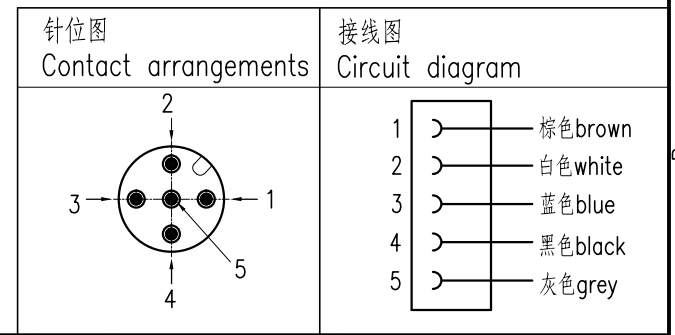 针位图
Contact arrangements
接线图
Circuit diagram
2
3
1
5
4
1 棕色brown
2 白色white
3 蓝色blue
4 黑色black
5 灰色grey